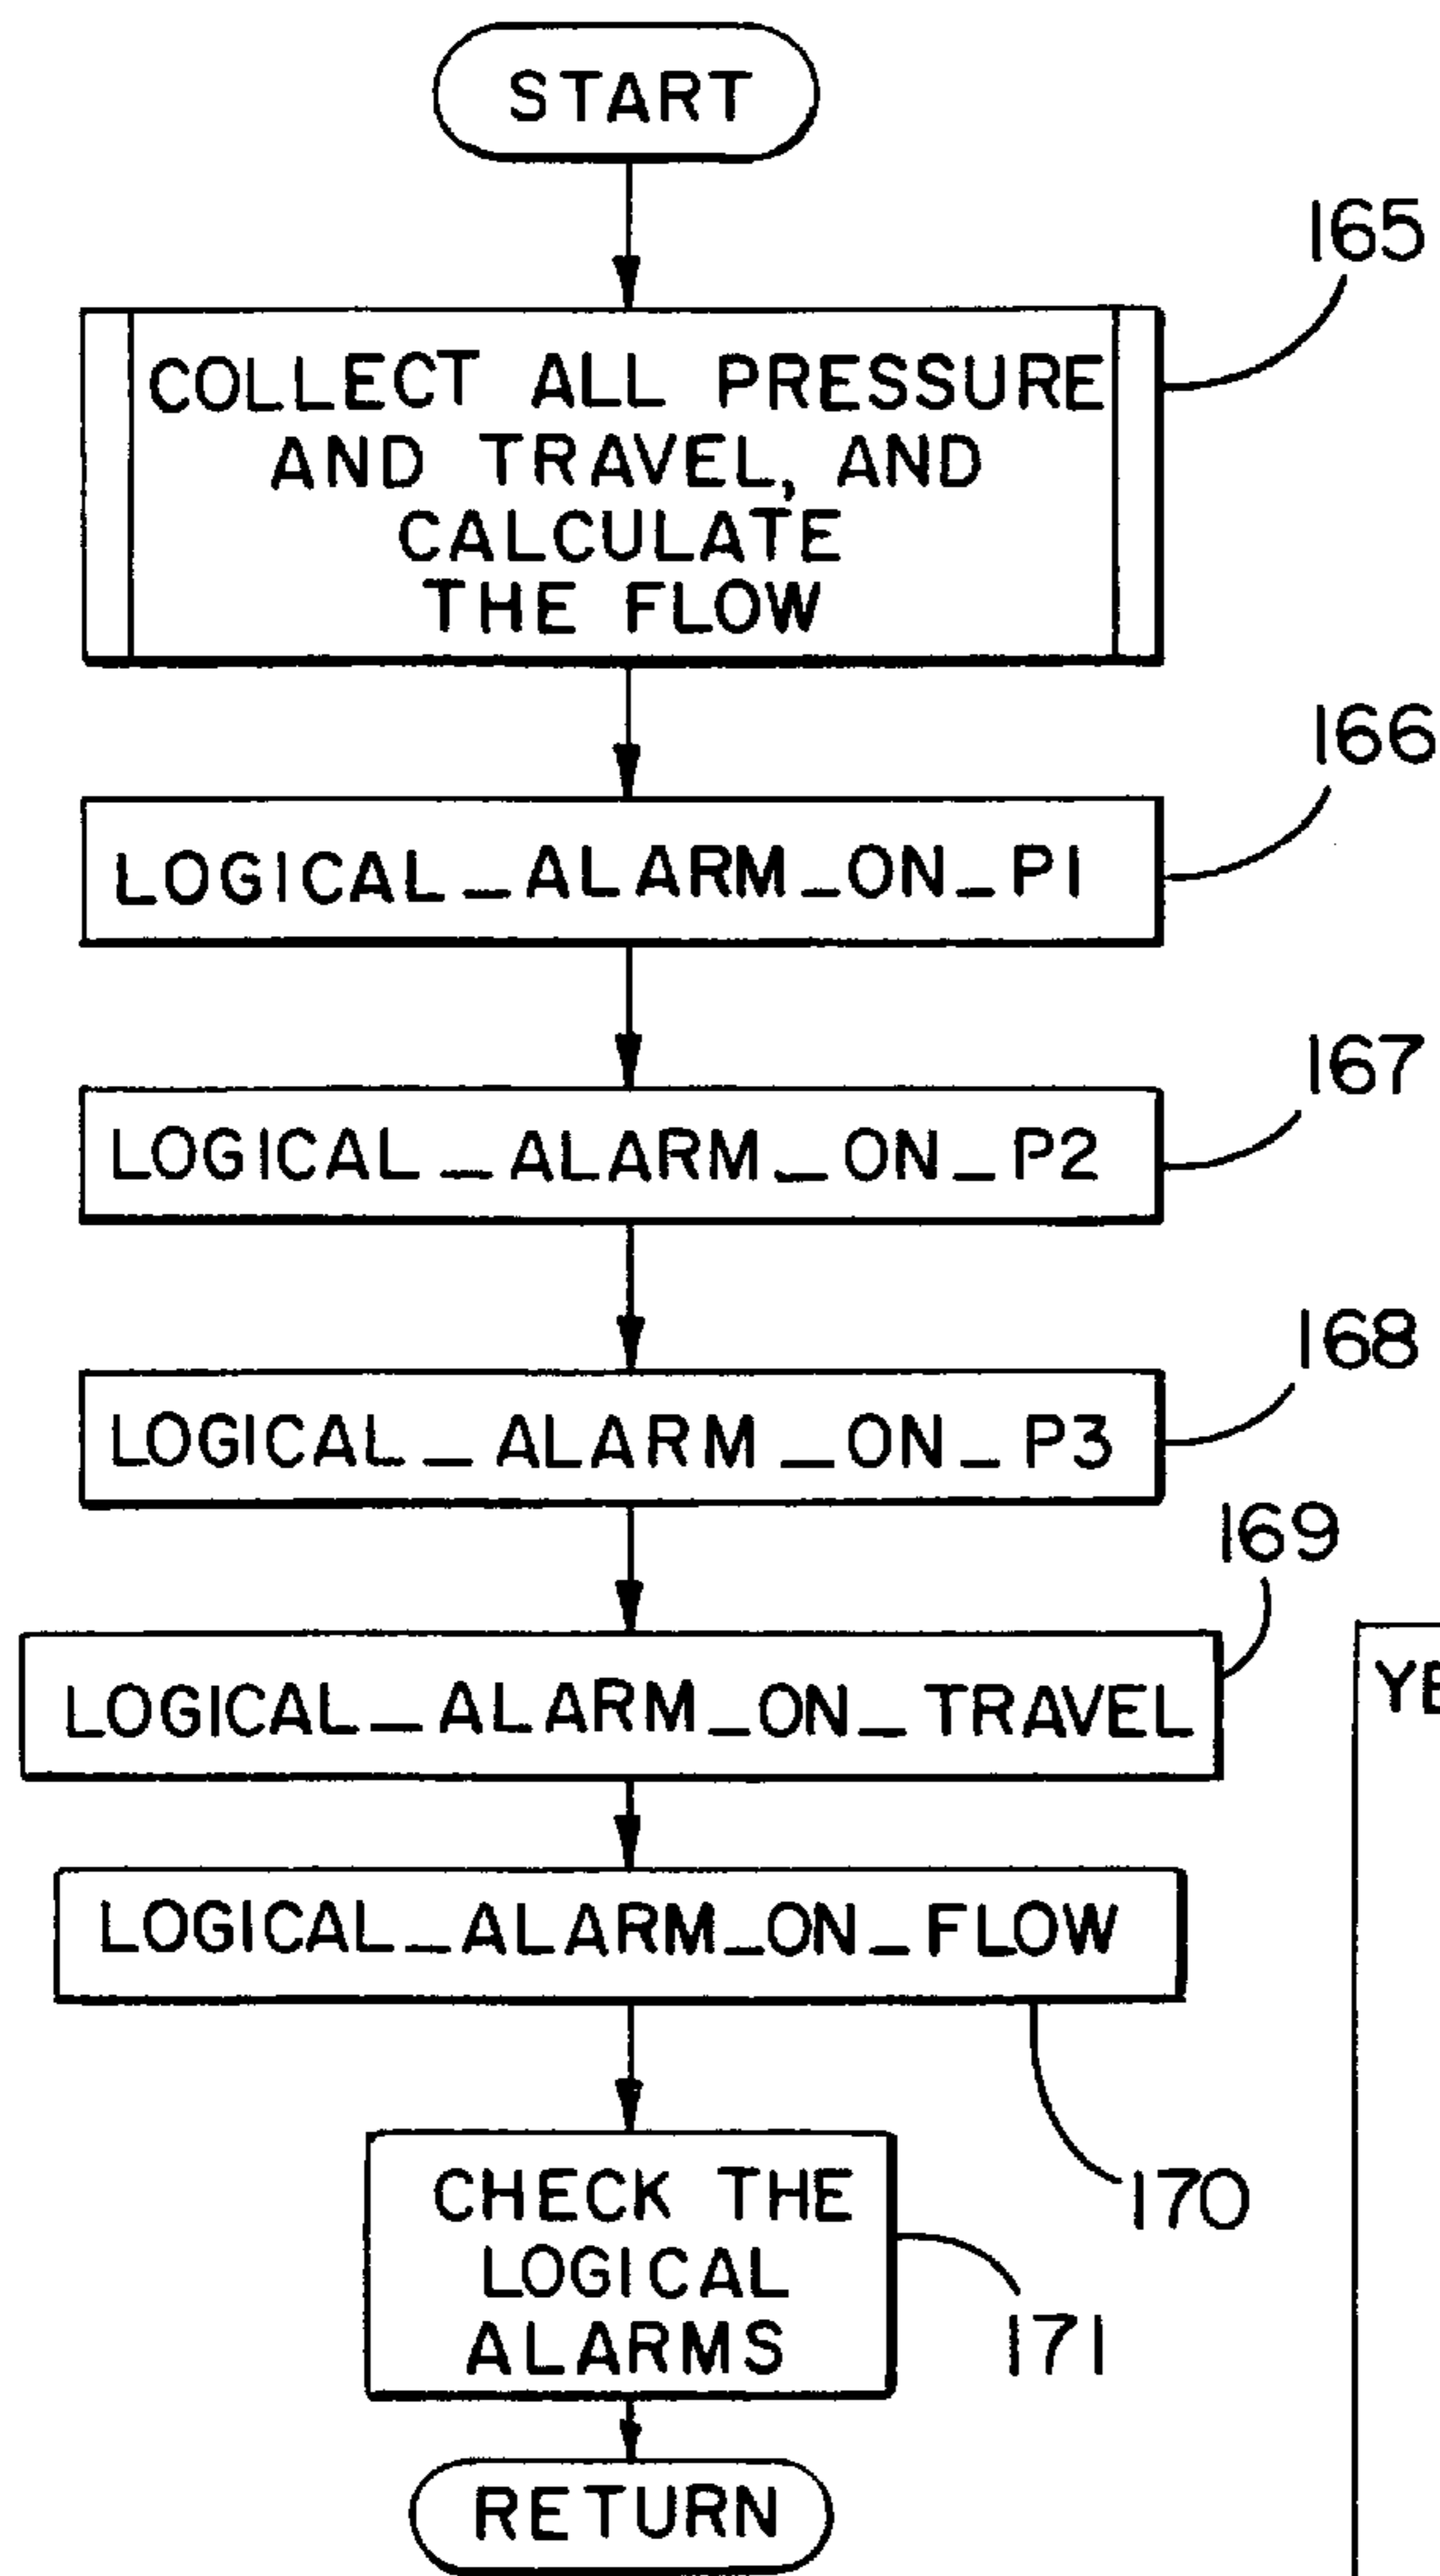 START
165
COLLECT ALL PRESSURE
AND TRAVEL, AND
CALCULATE
THE FLOW
166
LOGICAL_ALARM_ON_P1
167
LOGICAL_ALARM_ON_P2
168
LOGICAL_ALARM_ON_P3
169
LOGICAL_ALARM_ON_TRAVEL
LOGICAL_ALARM_ON_FLOW
170
CHECK THE
LOGICAL
ALARMS
171
RETURN